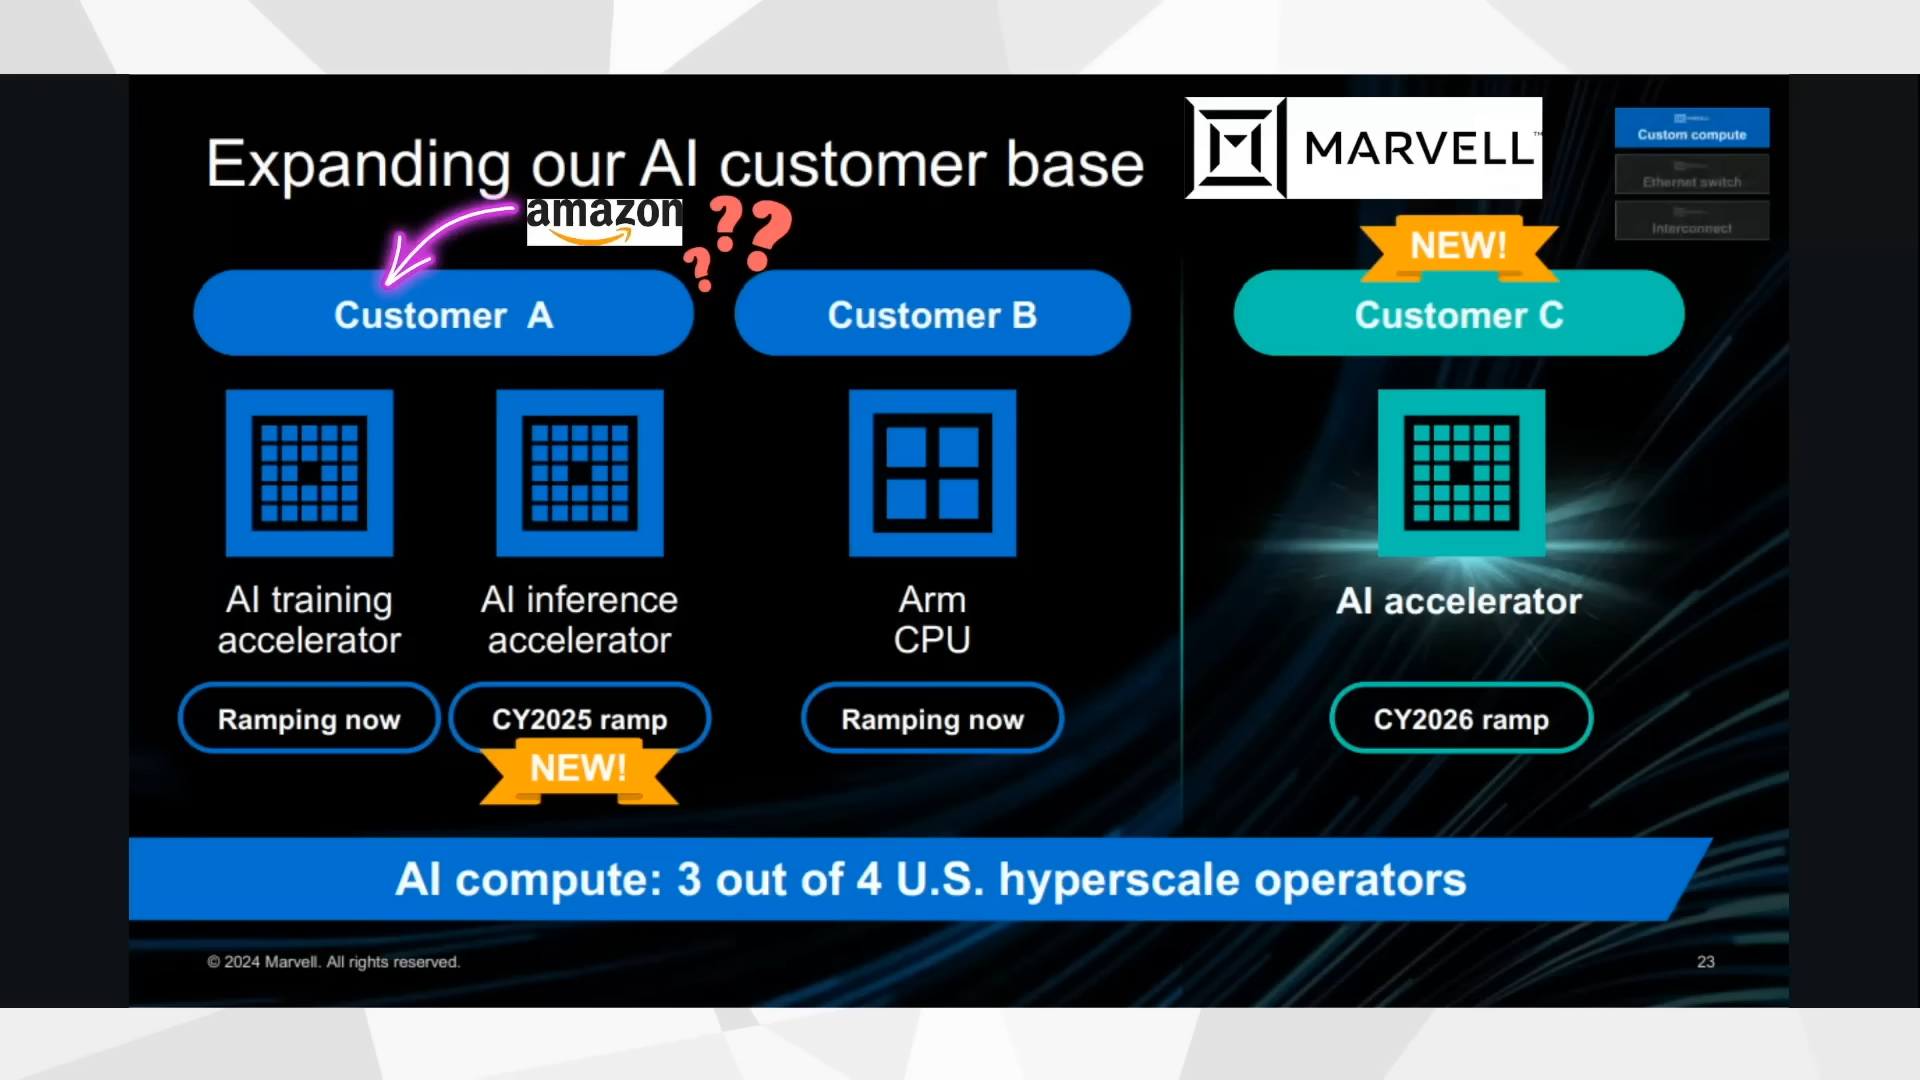 Expanding our AI customer base
MARVELL™
Custom compute
Ethernet switch
Interconnect
amazon
???
NEW!
Customer A
Customer B
Customer C
AI training
accelerator
AI inference
accelerator
Arm
CPU
AI accelerator
Ramping now
CY2025 ramp
Ramping now
CY2026 ramp
NEW!
AI compute: 3 out of 4 U.S. hyperscale operators
© 2024 Marvell. All rights reserved.
23